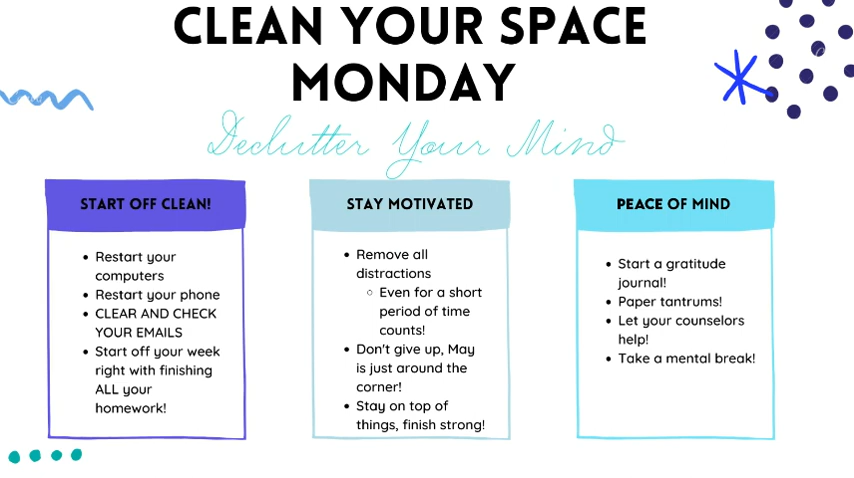 CLEAN YOUR SPACE
MONDAY
Declutter Your Mind
START OFF CLEAN!
• Restart your
computers
• Restart your phone
• CLEAR AND CHECK
YOUR EMAILS
• Start off your week
right with finishing
ALL your
homework!
STAY MOTIVATED
• Remove all
distractions
○ Even for a short
period of time
counts!
• Don't give up, May
is just around the
corner!
• Stay on top of
things, finish strong!
PEACE OF MIND
• Start a gratitude
journal!
• Paper tantrums!
• Let your counselors
help!
• Take a mental break!